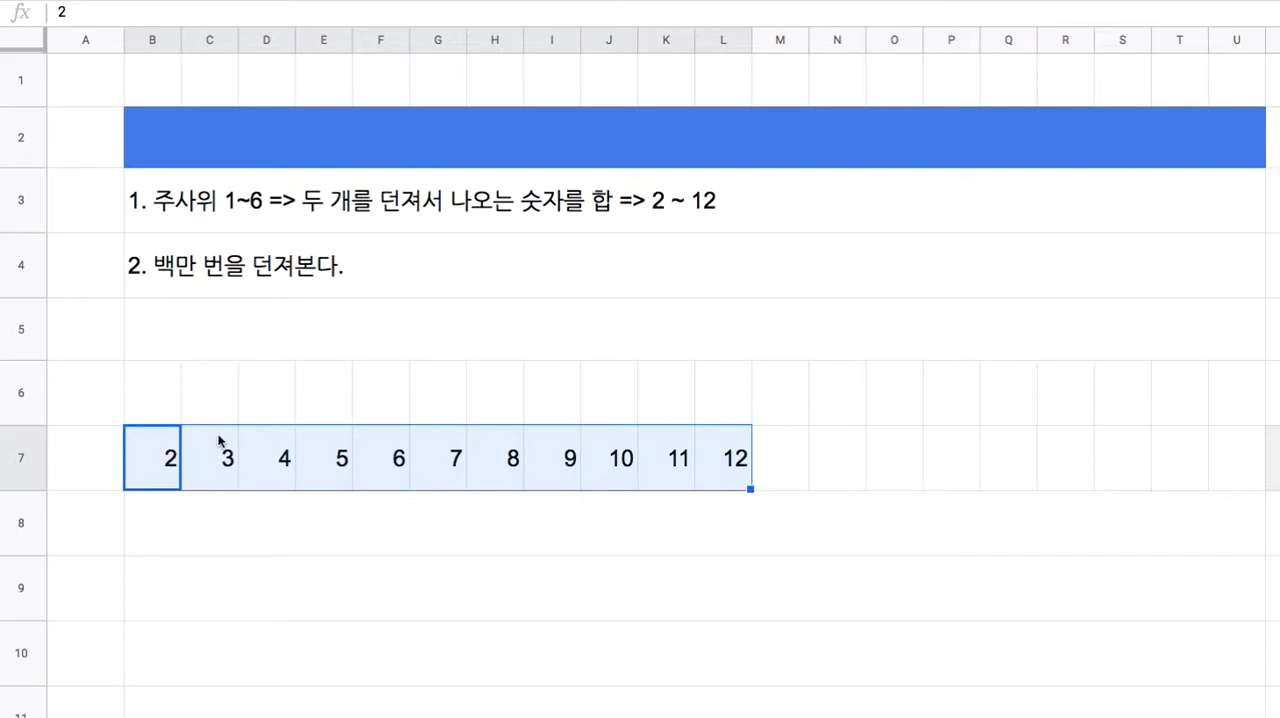 fx 2
A B C D E F G H I J K L M N O P Q R S T U
1
2
3 1. 주사위 1~6 => 두 개를 던져서 나오는 숫자를 합 => 2 ~ 12
4 2. 백만 번을 던져본다.
5
6
7 2 3 4 5 6 7 8 9 10 11 12
8
9
10
11